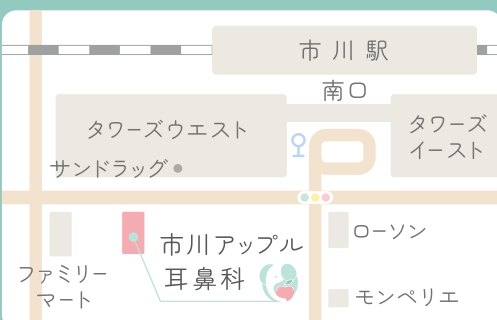 市川駅
南口
タワーズウエスト
タワーズ
イースト
サンドラッグ
市川アップル
耳鼻科
ローソン
ファミリー
マート
モンペリエ